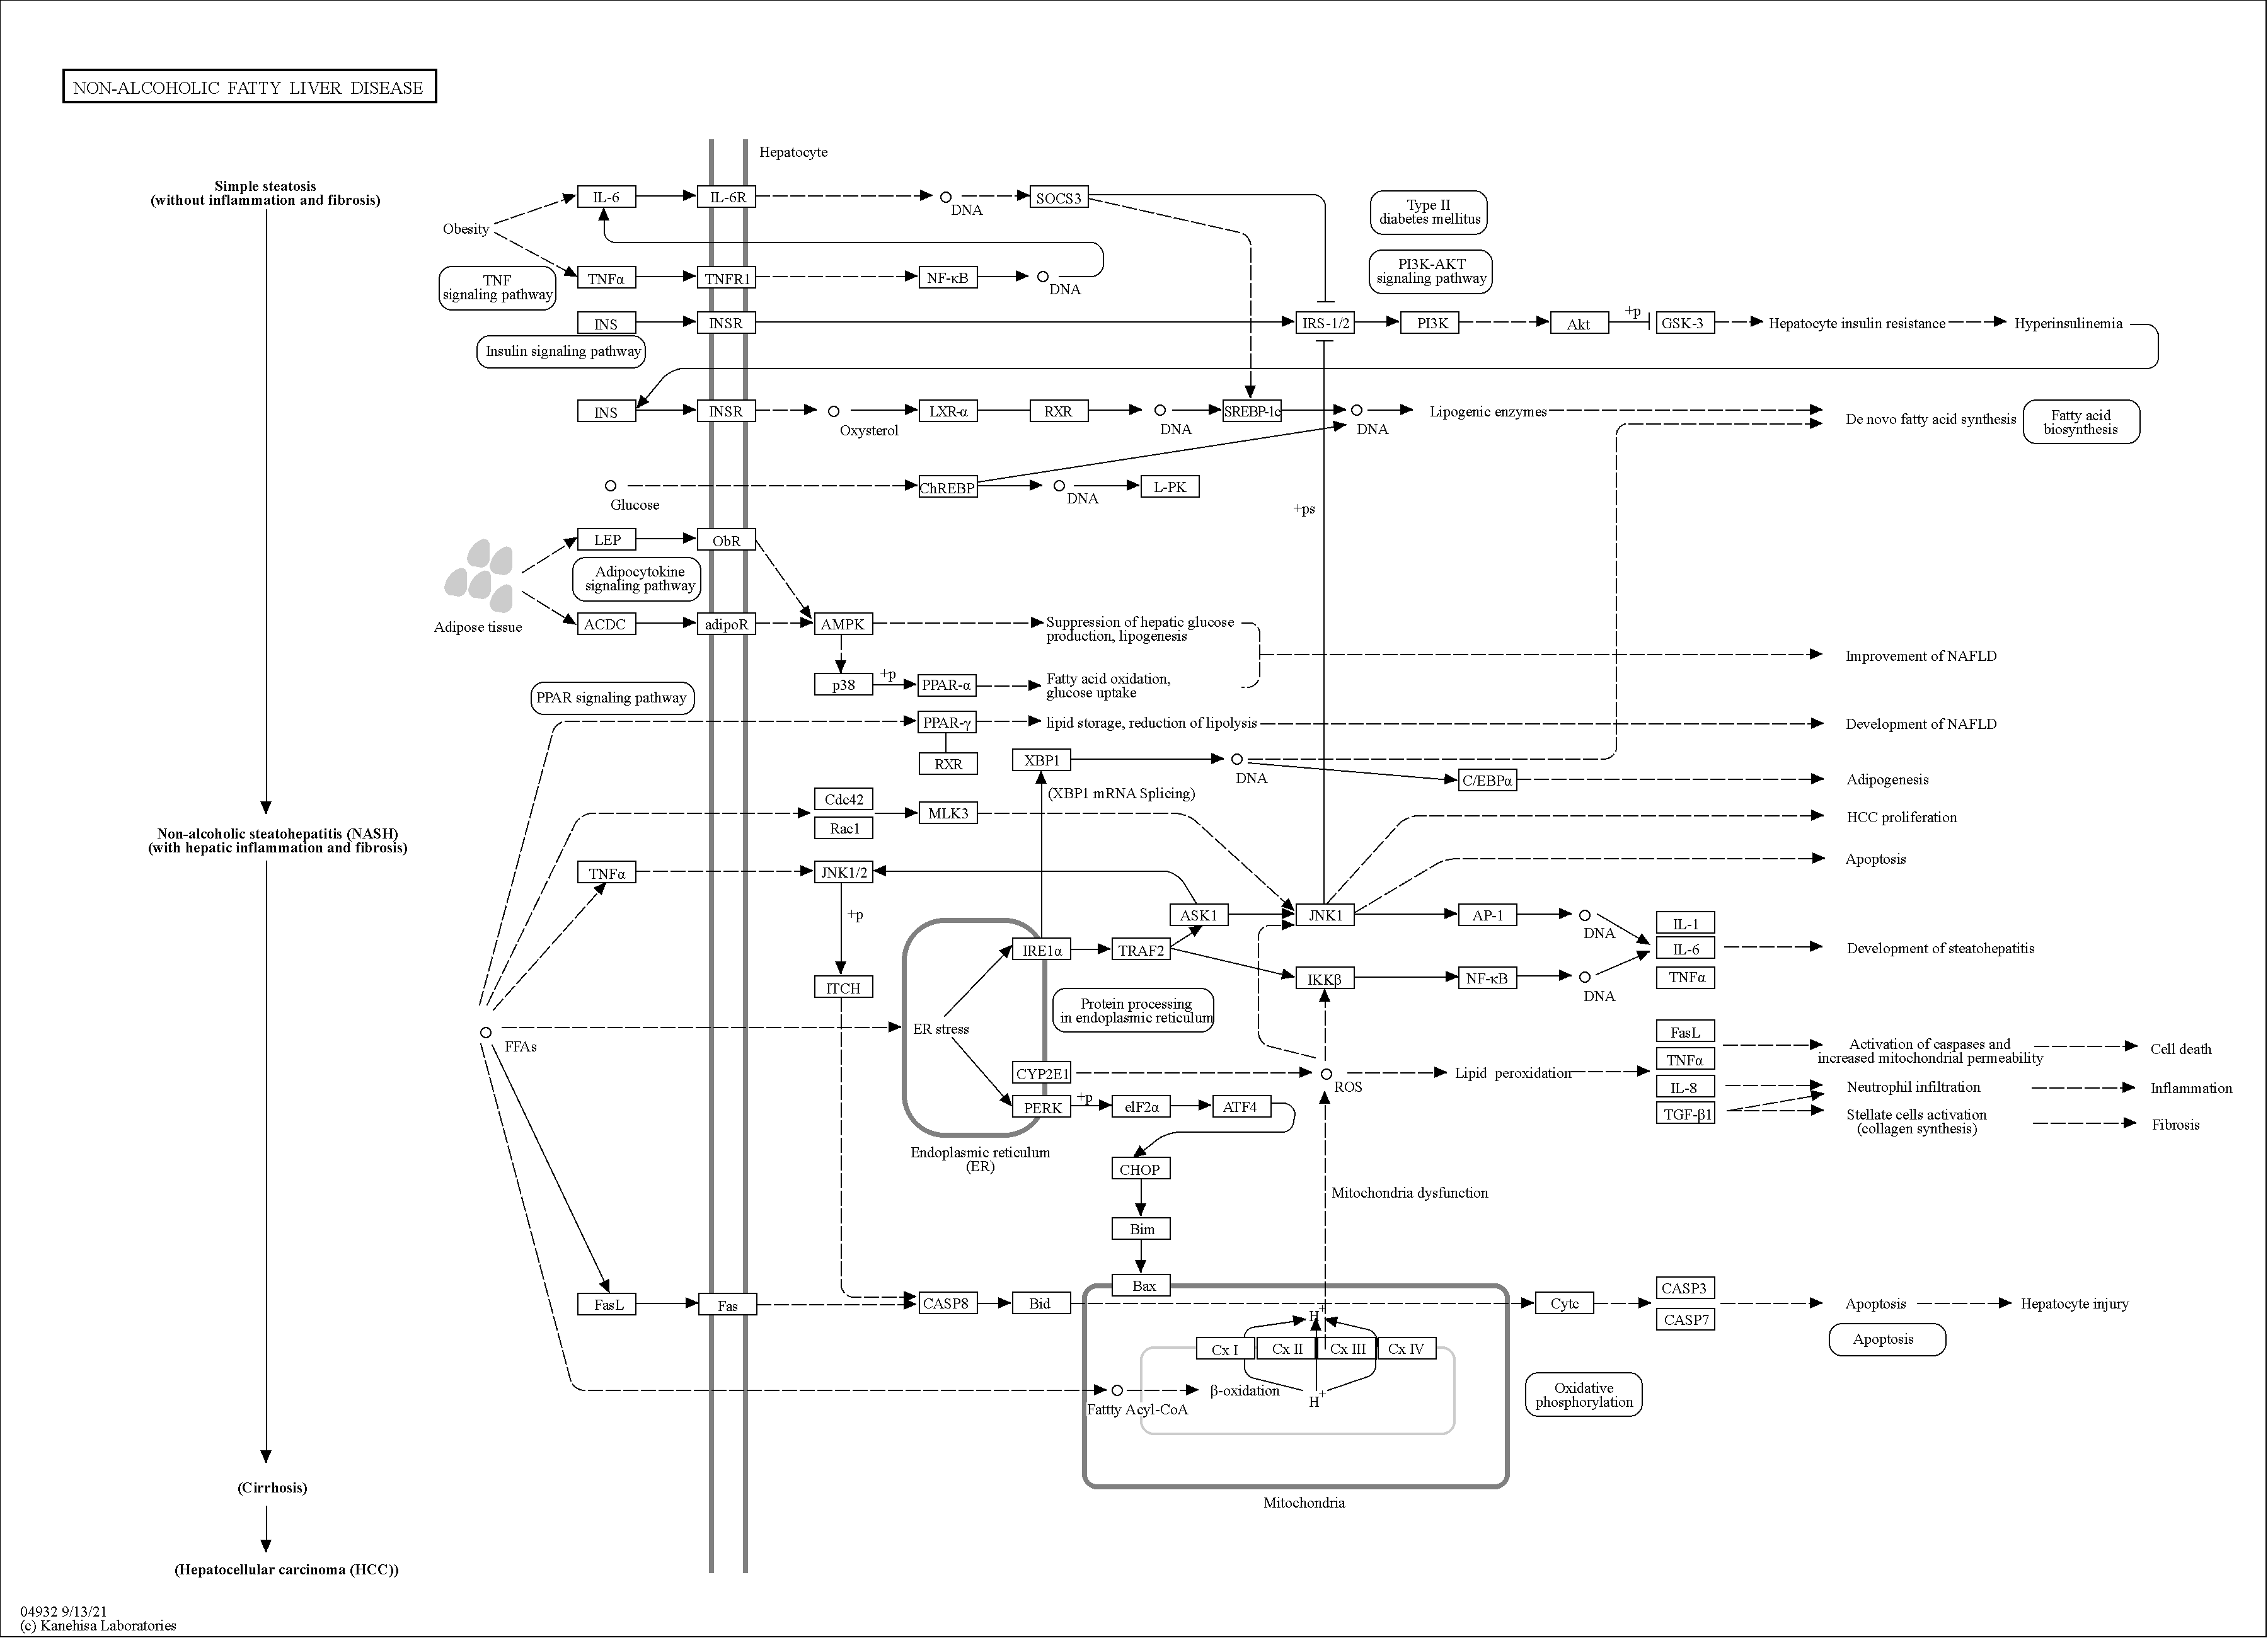 NON-ALCOHOLIC FATTY LIVER DISEASE
Hepatocyte
Simple steatosis
(without inflammation and fibrosis)
Obesity
IL-6
IL-6R
DNA
SOCS3
Type II
diabetes mellitus
TNF
signaling pathway
TNFα
TNFR1
NF-κB
DNA
PI3K-AKT
signaling pathway
INS
INSR
IRS-1/2
PI3K
Akt
+p
GSK-3
Hepatocyte insulin resistance
Hyperinsulinemia
Insulin signaling pathway
INS
INSR
Oxysterol
LXR-α
RXR
DNA
SREBP-1c
DNA
Lipogenic enzymes
De novo fatty acid synthesis
Fatty acid
biosynthesis
Glucose
ChREBP
DNA
L-PK
+ps
LEP
ObR
Adipocytokine
signaling pathway
Adipose tissue
ACDC
adipoR
AMPK
Suppression of hepatic glucose
production, lipogenesis
Improvement of NAFLD
p38
+p
PPAR-α
Fatty acid oxidation,
glucose uptake
PPAR signaling pathway
PPAR-γ
lipid storage, reduction of lipolysis
Development of NAFLD
RXR
XBP1
DNA
(XBP1 mRNA Splicing)
C/EBPα
Adipogenesis
Non-alcoholic steatohepatitis (NASH)
(with hepatic inflammation and fibrosis)
Cdc42
Rac1
MLK3
HCC proliferation
Apoptosis
TNFα
JNK1/2
+p
ASK1
JNK1
AP-1
DNA
IL-1
IL-6
TNFα
Development of steatohepatitis
IRE1α
TRAF2
IKKβ
NF-κB
DNA
ITCH
Protein processing
in endoplasmic reticulum
ER stress
FFAs
CYP2E1
ROS
Lipid peroxidation
FasL
TNFα
IL-8
TGF-β1
Activation of caspases and
increased mitochondrial permeability
Cell death
Neutrophil infiltration
Inflammation
Stellate cells activation
(collagen synthesis)
Fibrosis
PERK
+p
eIF2α
ATF4
Endoplasmic reticulum
(ER)
CHOP
Mitochondria dysfunction
Bim
Bax
FasL
Fas
CASP8
Bid
Cytc
CASP3
CASP7
Apoptosis
Hepatocyte injury
Apoptosis
H+
Cx I
Cx II
Cx III
Cx IV
Fattty Acyl-CoA
β-oxidation
H+
Oxidative
phosphorylation
(Cirrhosis)
Mitochondria
(Hepatocellular carcinoma (HCC))
04932 9/13/21
(c) Kanehisa Laboratories